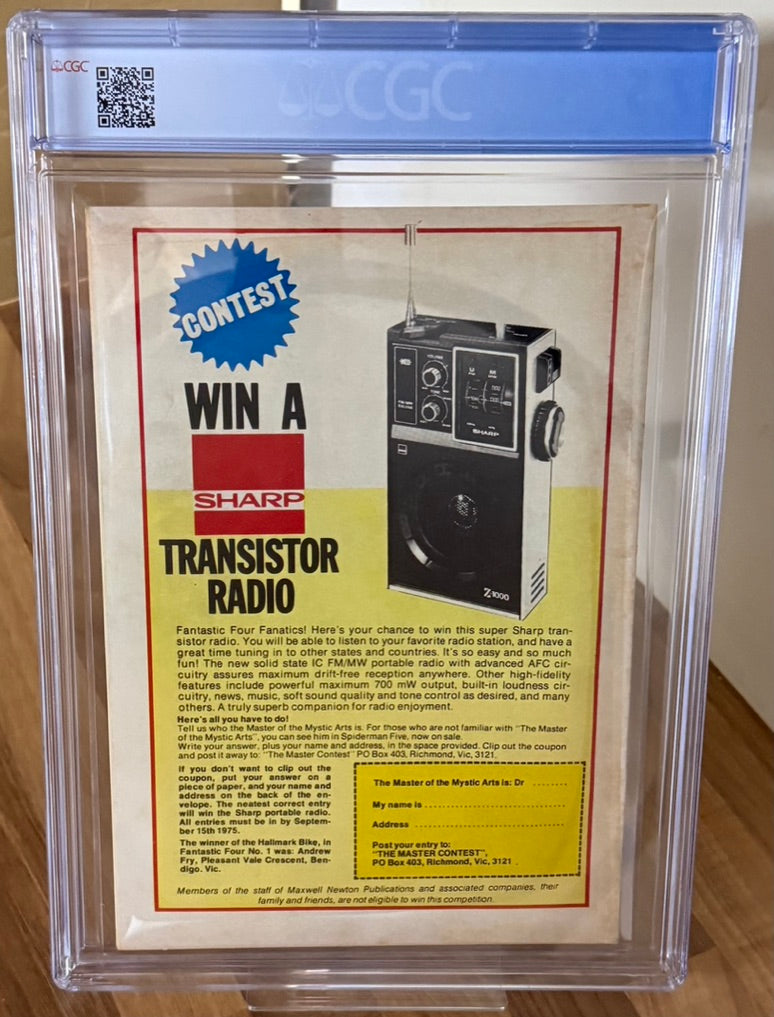 CGC
CGC
CONTEST
WIN A
SHARP
TRANSISTOR
RADIO
VOLUME
SHARP
Z-1000
Fantastic Four Fanatics! Here's your chance to win this super Sharp tran-
sistor radio. You will be able to listen to your favorite radio station, and have a
great time tuning in to other states and countries. It's so easy and so much
fun! The new solid state IC FM/MW portable radio with advanced AFC cir-
cuitry assures maximum drift-free reception anywhere. Other high-fidelity
features include powerful maximum 700 mW output, built-in loudness cir-
cuitry, news, music, soft sound quality and tone control as desired, and many
others. A truly superb companion for radio enjoyment.
Here's all you have to do!
Tell us who the Master of the Mystic Arts is. For those who are not familiar with "The Master
of the Mystic Arts", you can see him in Spiderman Five, now on sale.
Write your answer, plus your name and address, in the space provided. Clip out the coupon
and post it away to: "The Master Contest" PO Box 403, Richmond, Vic, 3121.
If you don't want to clip out the
coupon, put your answer on a
piece of paper, and your name and
address on the back of the en-
velope. The neatest correct entry
will win the Sharp portable radio.
All entries must be in by Septem-
ber 15th 1975.
The winner of the Hallmark Bike, in
Fantastic Four No. 1 was: Andrew
Fry, Pleasant Vale Crescent, Ben-
digo. Vic.
The Master of the Mystic Arts is: Dr ........
My name is ........
Address ........
Post your entry to:
"THE MASTER CONTEST",
PO Box 403, Richmond, Vic, 3121 .
Members of the staff of Maxwell Newton Publications and associated companies, their
family and friends, are not eligible to win this competition.